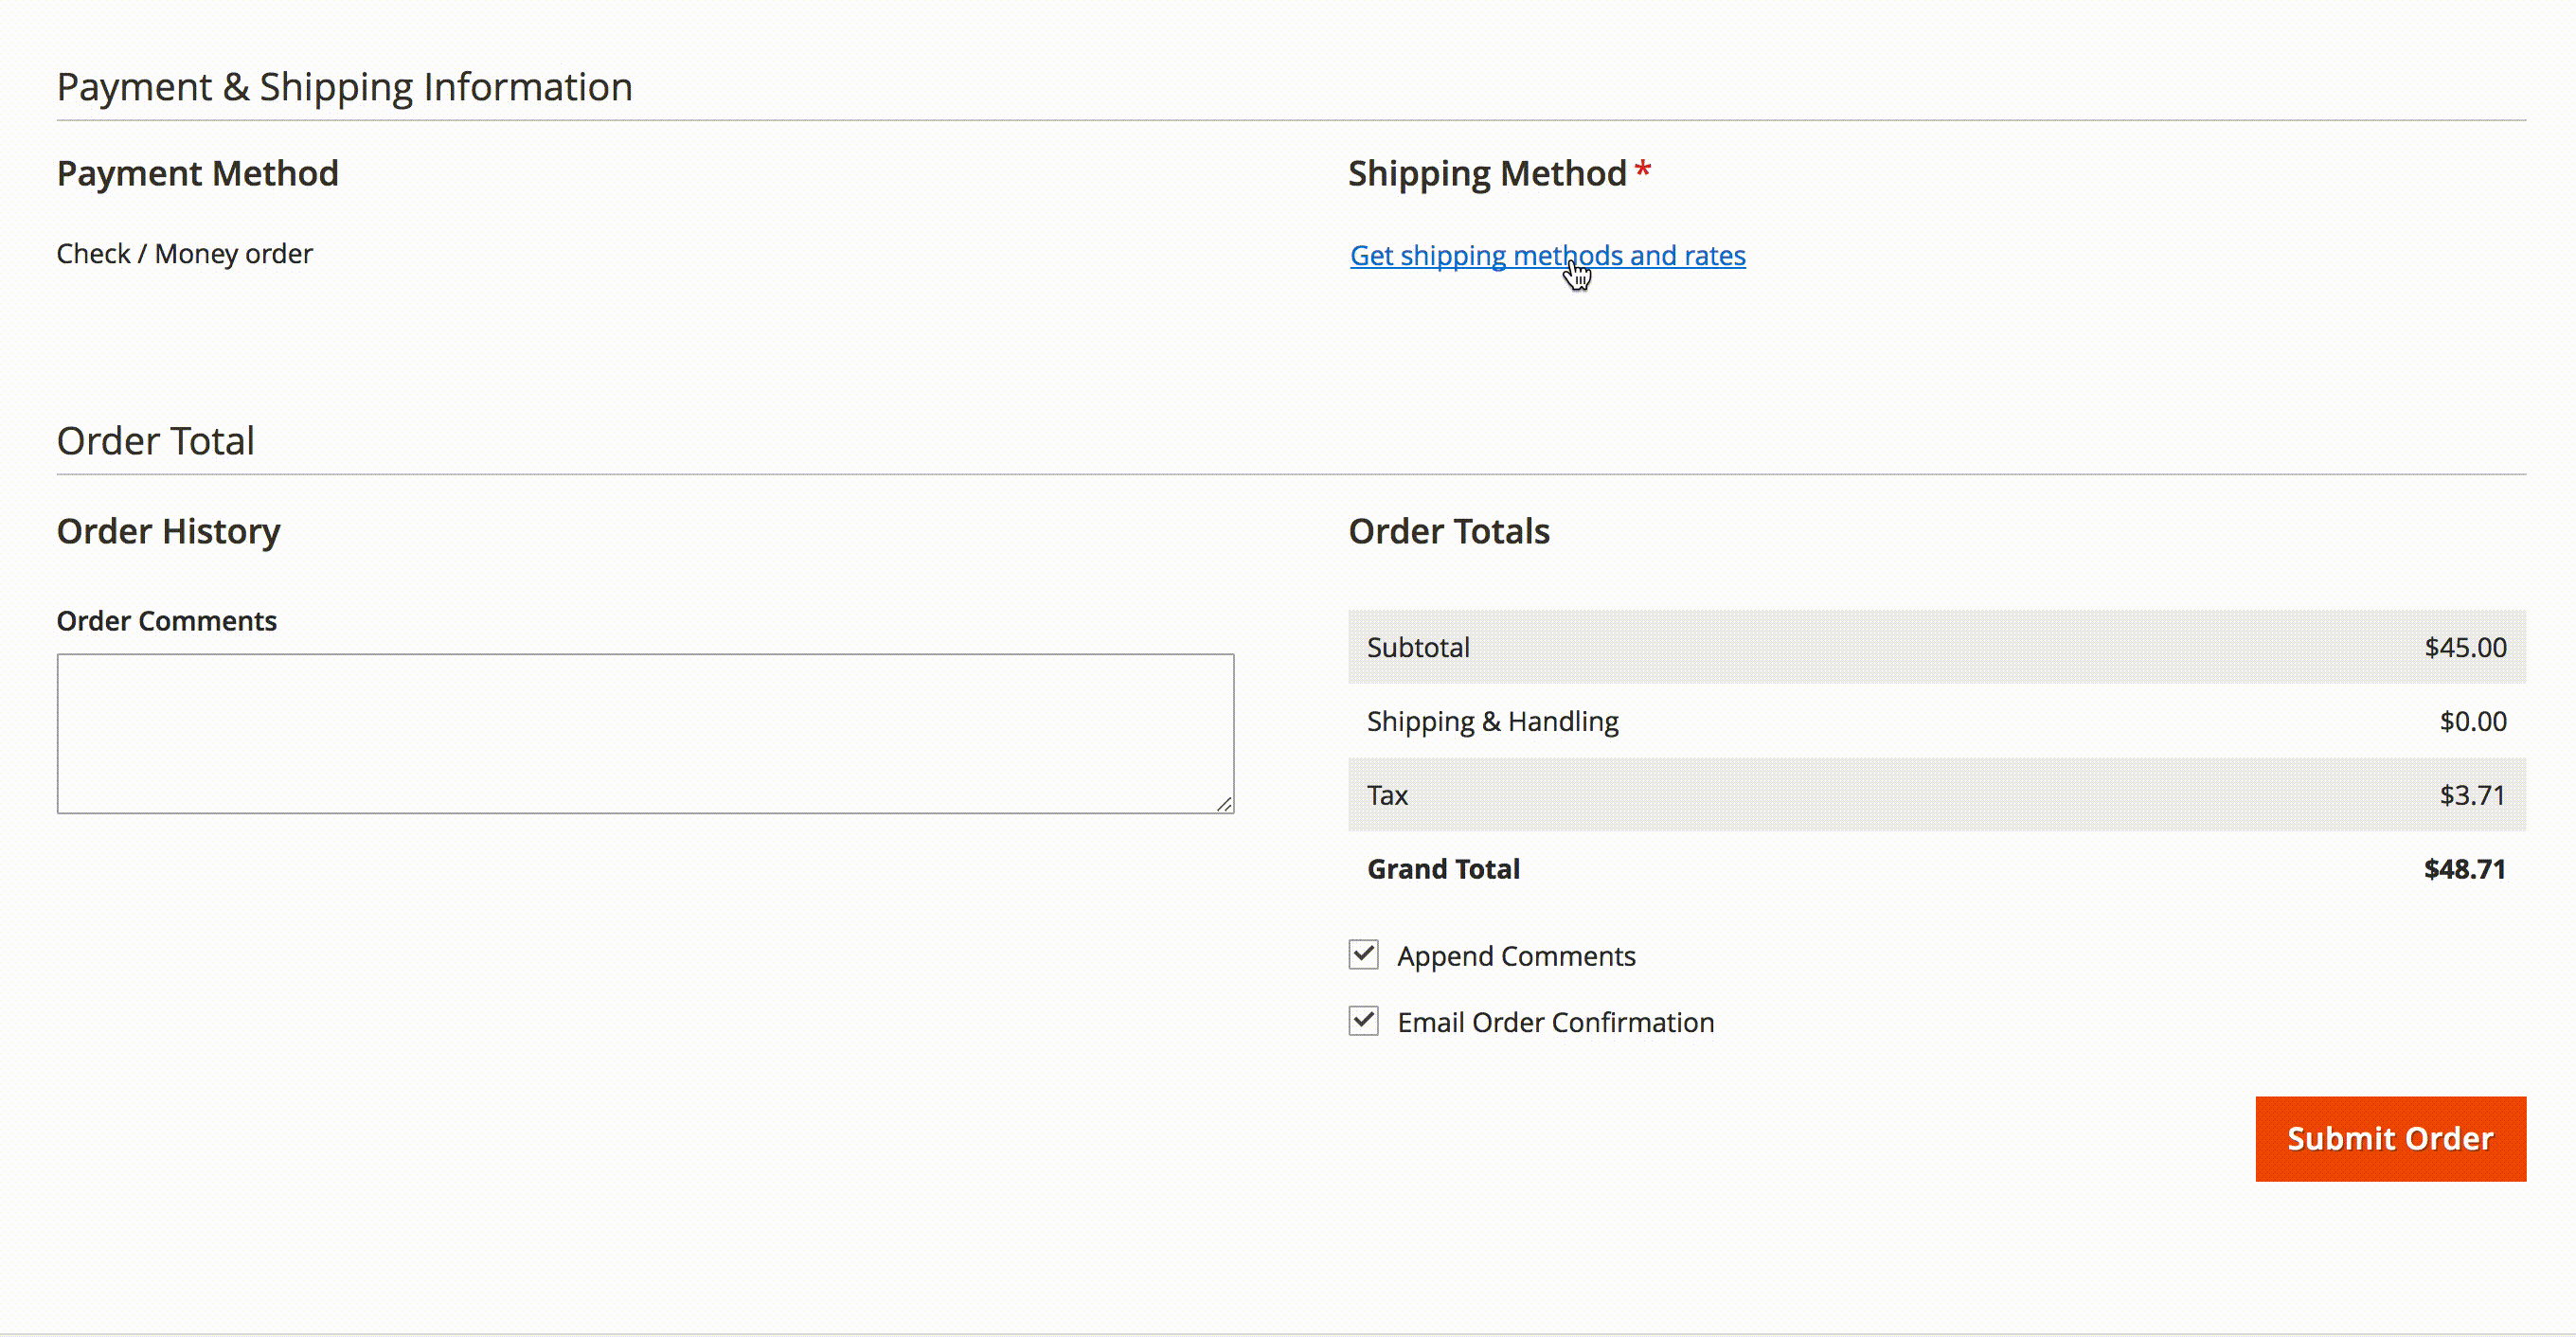 Payment & Shipping Information
Payment Method
Check / Money order
Shipping Method *
Get shipping methods and rates
Order Total
Order History
Order Comments
Order Totals
Subtotal $45.00
Shipping & Handling $0.00
Tax $3.71
Grand Total $48.71
Append Comments
Email Order Confirmation
Submit Order